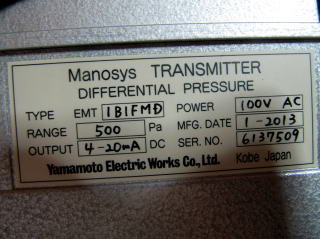 Manosys TRANSMITTER
DIFFERENTIAL PRESSURE
TYPE EMT 1B1FMD POWER 100V AC
RANGE 500 Pa MFG. DATE 1-2013
OUTPUT 4-20mA DC SER. NO. 6137509
Yamamoto Electric Works Co., Ltd. Kobe Japan